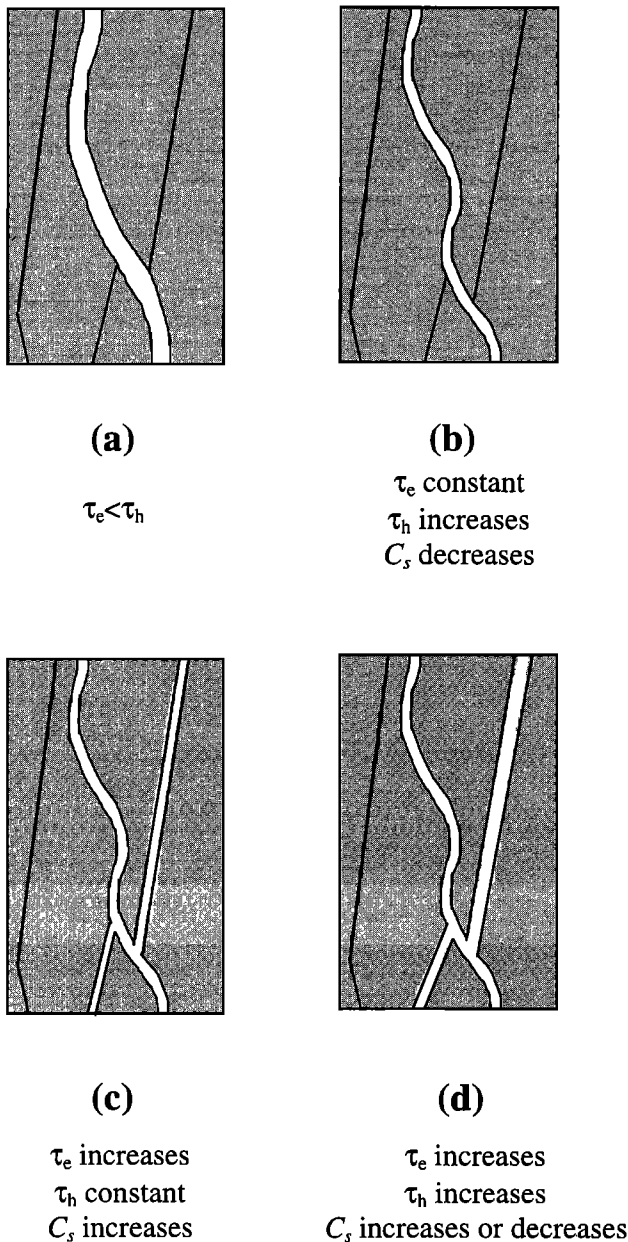 (a)
τₑ<τₕ
(b)
τₑ constant
τₕ increases
Cₛ decreases
(c)
τₑ increases
τₕ constant
Cₛ increases
(d)
τₑ increases
τₕ increases
Cₛ increases or decreases